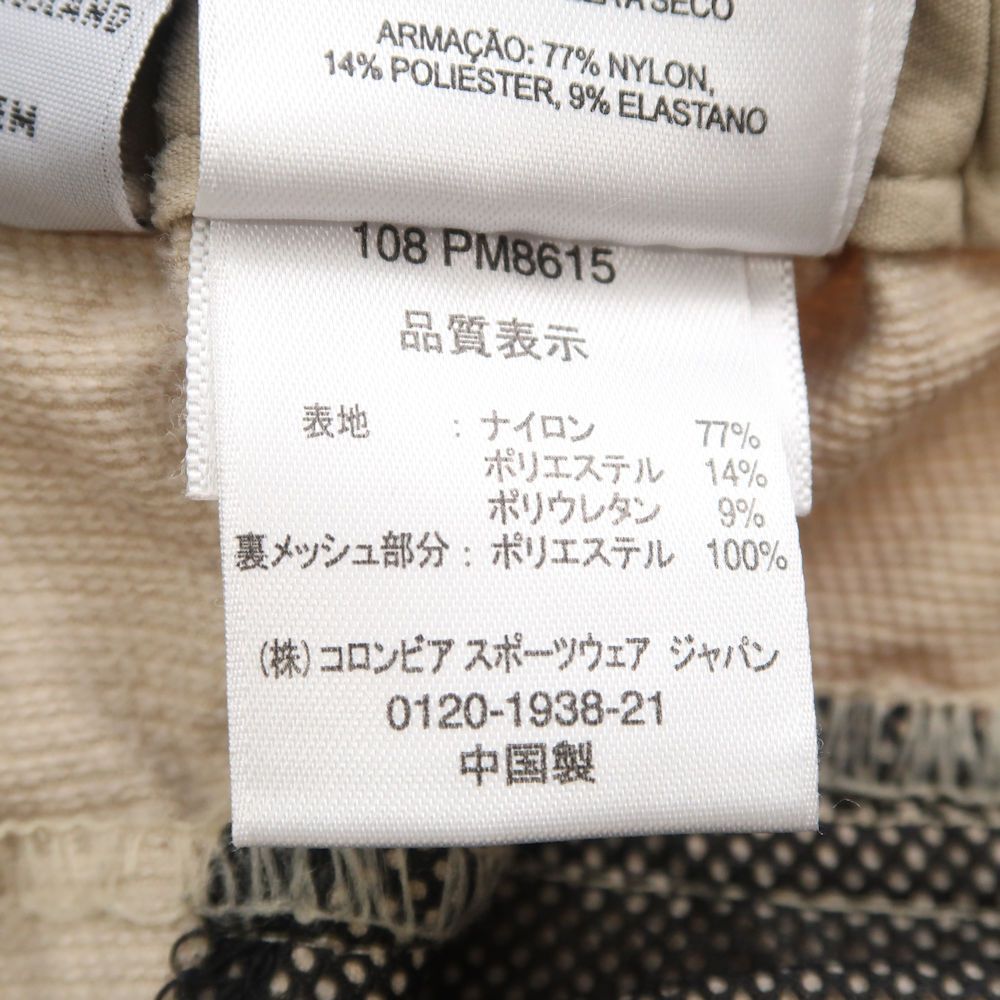 SECO
ARMAÇÃO: 77% NYLON,
14% POLIESTER, 9% ELASTANO
108 PM8615
品質表示
表地 : ナイロン 77%
ポリエステル 14%
ポリウレタン 9%
裏メッシュ部分 : ポリエステル 100%
(株) コロンビア スポーツウェア ジャパン
0120-1938-21
中国製